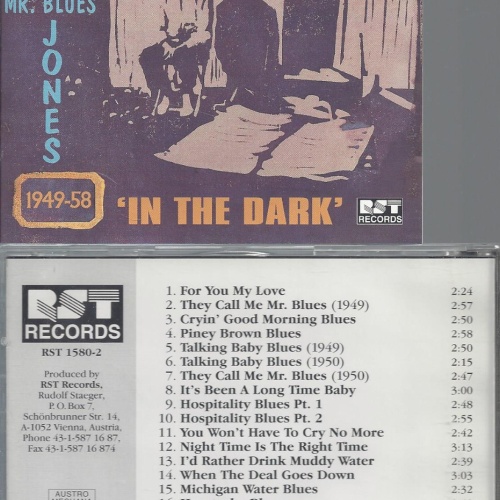 MR. BLUES
JONES
1949-58
'IN THE DARK'
RST
RECORDS
RST
RECORDS
RST 1580-2
Produced by
RST Records,
Rudolf Staeger,
P.O. Box 7,
Schönbrunner Str. 14,
A-1052 Vienna, Austria,
Phone 43-1-587 16 87,
Fax 43-1-587 16 874
AUSTRO
1. For You My Love 2:24
2. They Call Me Mr. Blues (1949) 2:57
3. Cryin' Good Morning Blues 2:50
4. Piney Brown Blues 2:58
5. Talking Baby Blues (1949) 2:50
6. Talking Baby Blues (1950) 2:15
7. They Call Me Mr. Blues (1950) 2:47
8. It's Been A Long Time Baby 3:00
9. Hospitality Blues Pt. 1 2:48
10. Hospitality Blues Pt. 2 2:55
11. You Won't Have To Cry No More 2:42
12. Night Time Is The Right Time 3:13
13. I'd Rather Drink Muddy Water 2:39
14. When The Deal Goes Down 3:03
15. Michigan Water Blues 2:32